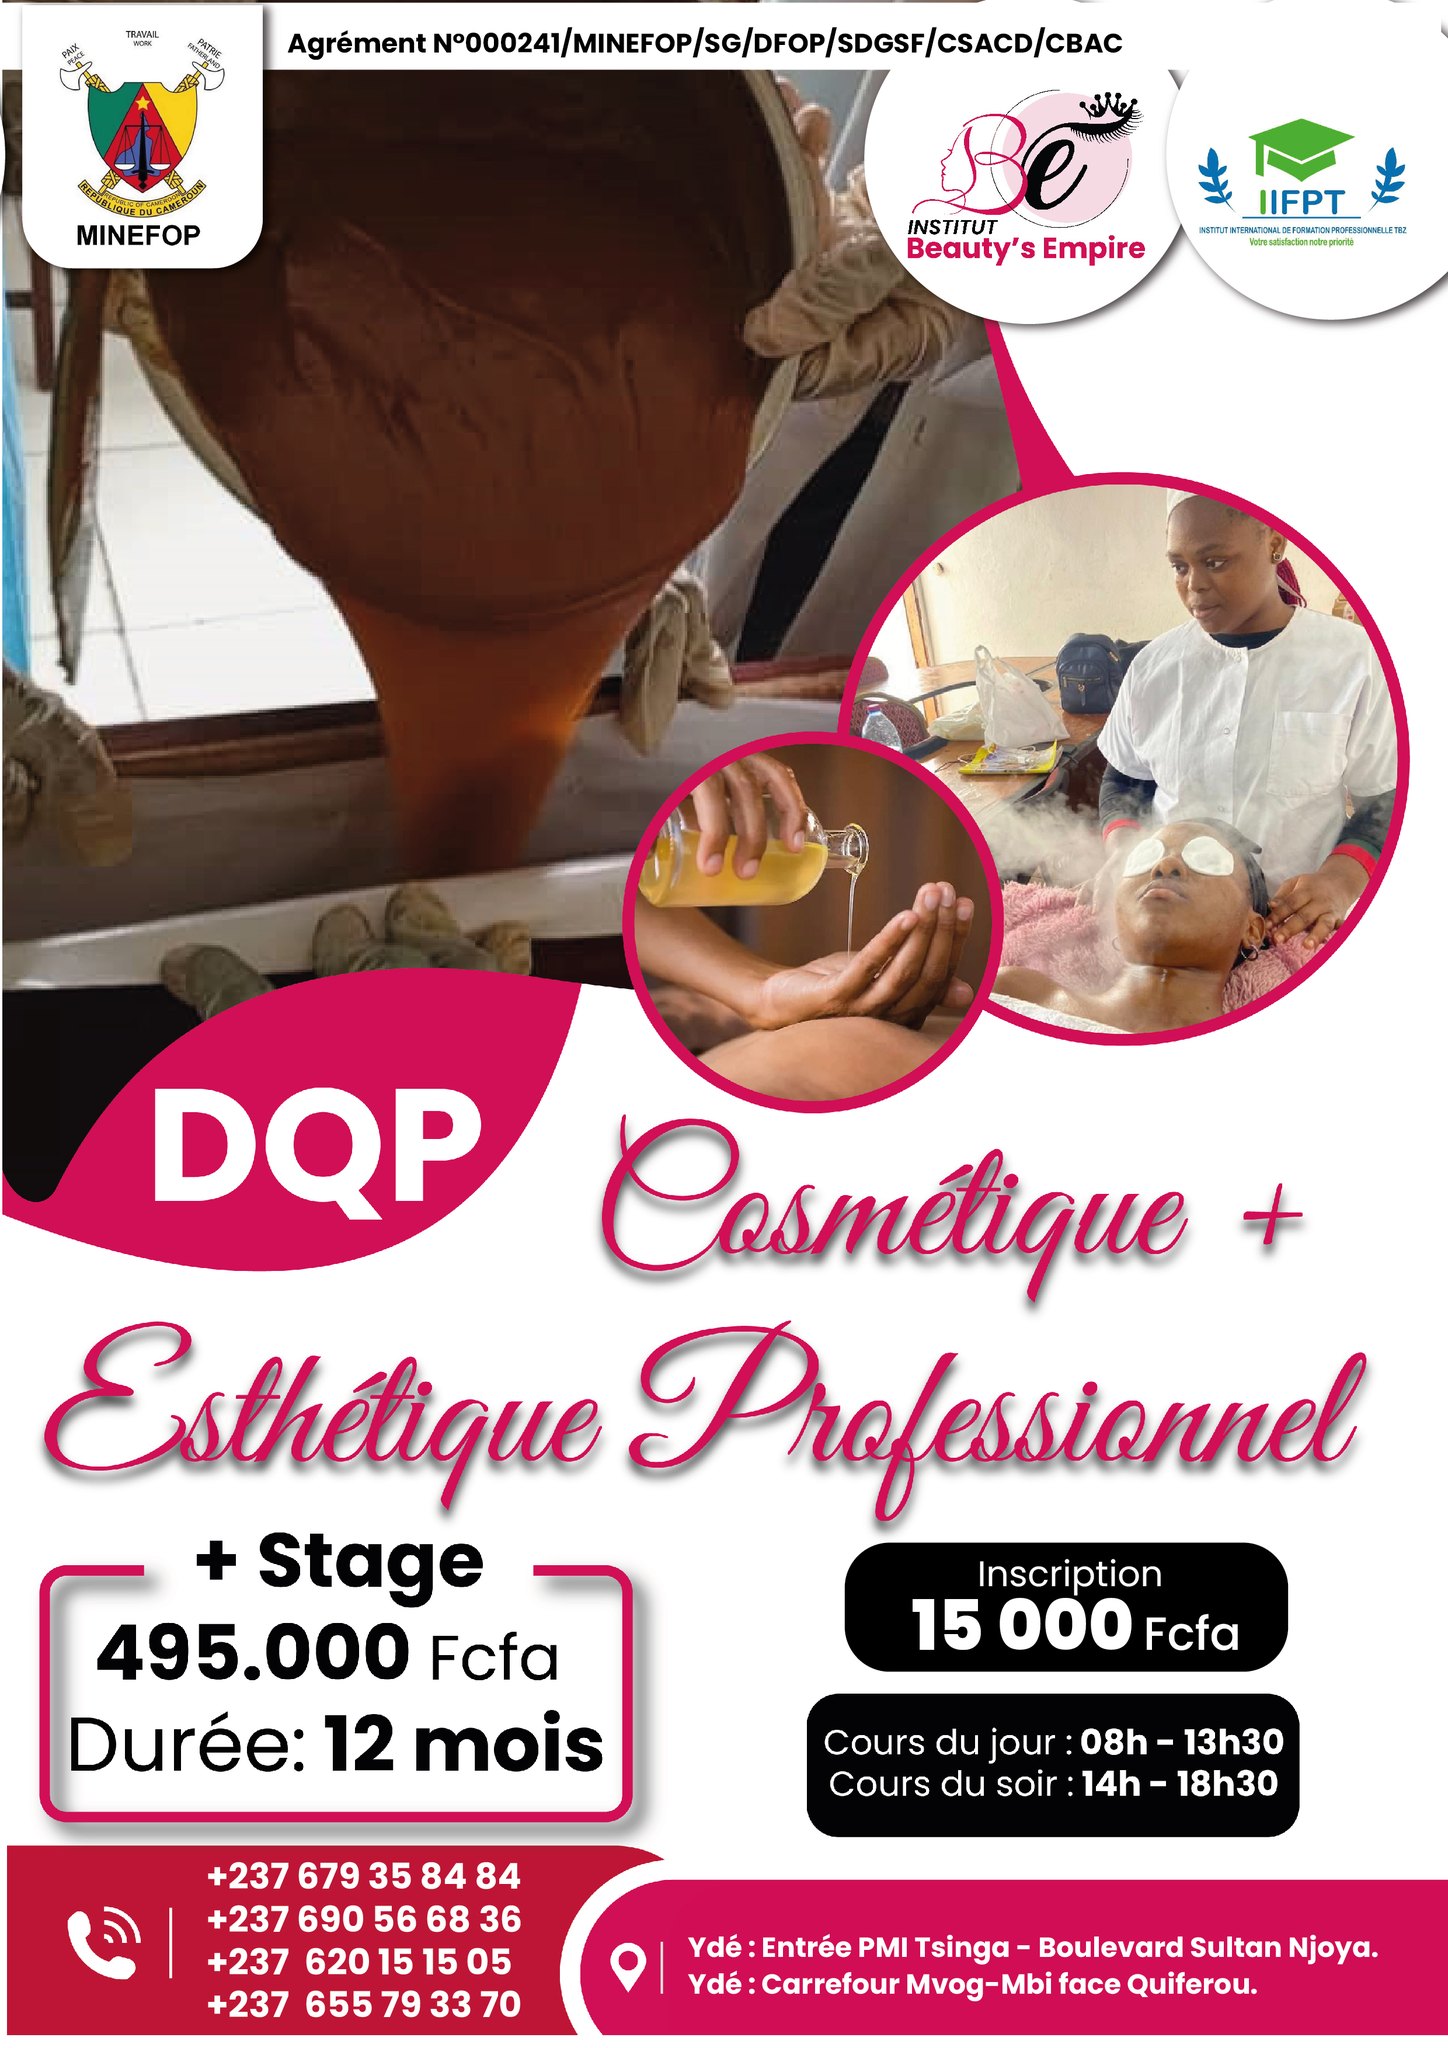 Agrément N°000241/MINEFOP/SG/DFOP/SDGSF/CSACD/CBAC
PAIX
PEACE
TRAVAIL
WORK
PATRIE
FATHERLAND
REPUBLIC OF CAMEROON
REPUBLIQUE DU CAMEROUN
MINEFOP
Be
INSTITUT
Beauty's Empire
IIFPT
INSTITUT INTERNATIONAL DE FORMATION PROFESSIONNELLE TBZ
Votre satisfaction notre priorité
DQP
Cosmétique +
Esthétique Professionnel
+ Stage
495.000 Fcfa
Durée: 12 mois
Inscription
15 000 Fcfa
Cours du jour : 08h - 13h30
Cours du soir : 14h - 18h30
+237 679 35 84 84
+237 690 56 68 36
+237 620 15 15 05
+237 655 79 33 70
Ydé : Entrée PMI Tsinga - Boulevard Sultan Njoya.
Ydé : Carrefour Mvog-Mbi face Quiferou.